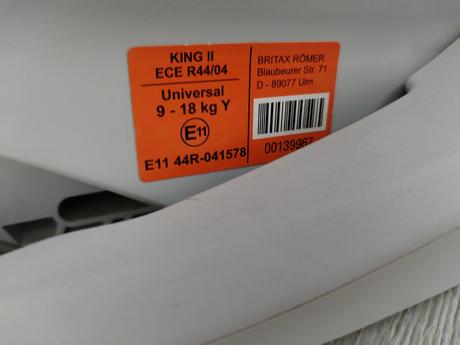 KING II
ECE R44/04
Universal
9 - 18 kg Y
E11
E11 44R-041578
BRITAX RÖMER
Blaubeurer Str. 71
D - 89077 Ulm
00139967